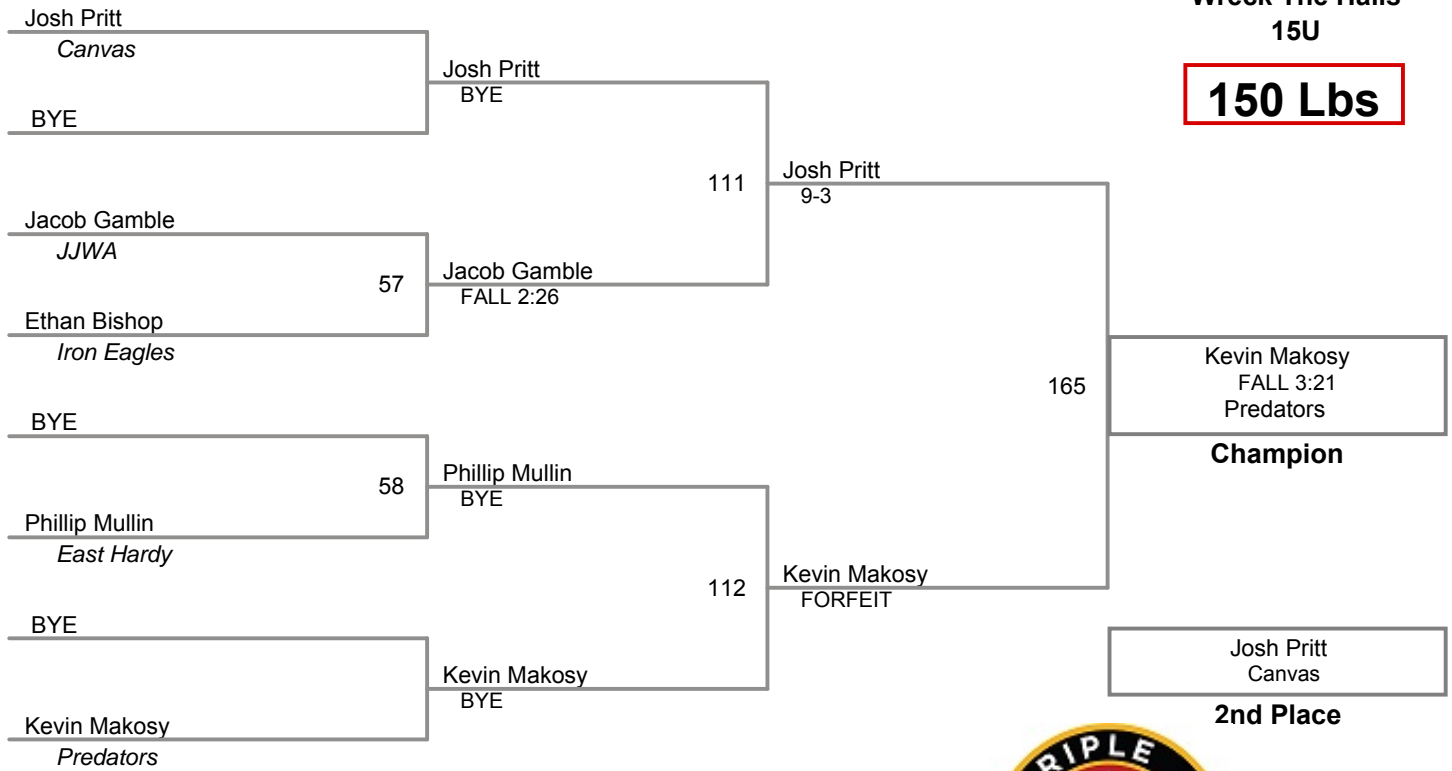 Wreck The Halls
15U
150 Lbs
Josh Pritt
Canvas
BYE
Josh Pritt
BYE
Jacob Gamble
JJWA
57
Ethan Bishop
Iron Eagles
Jacob Gamble
FALL 2:26
111
Josh Pritt
9-3
BYE
58
Phillip Mullin
East Hardy
Phillip Mullin
BYE
BYE
Kevin Makosy
Predators
Kevin Makosy
BYE
112
Kevin Makosy
FORFEIT
165
Kevin Makosy
FALL 3:21
Predators
Champion
Josh Pritt
Canvas
2nd Place
RIPLE